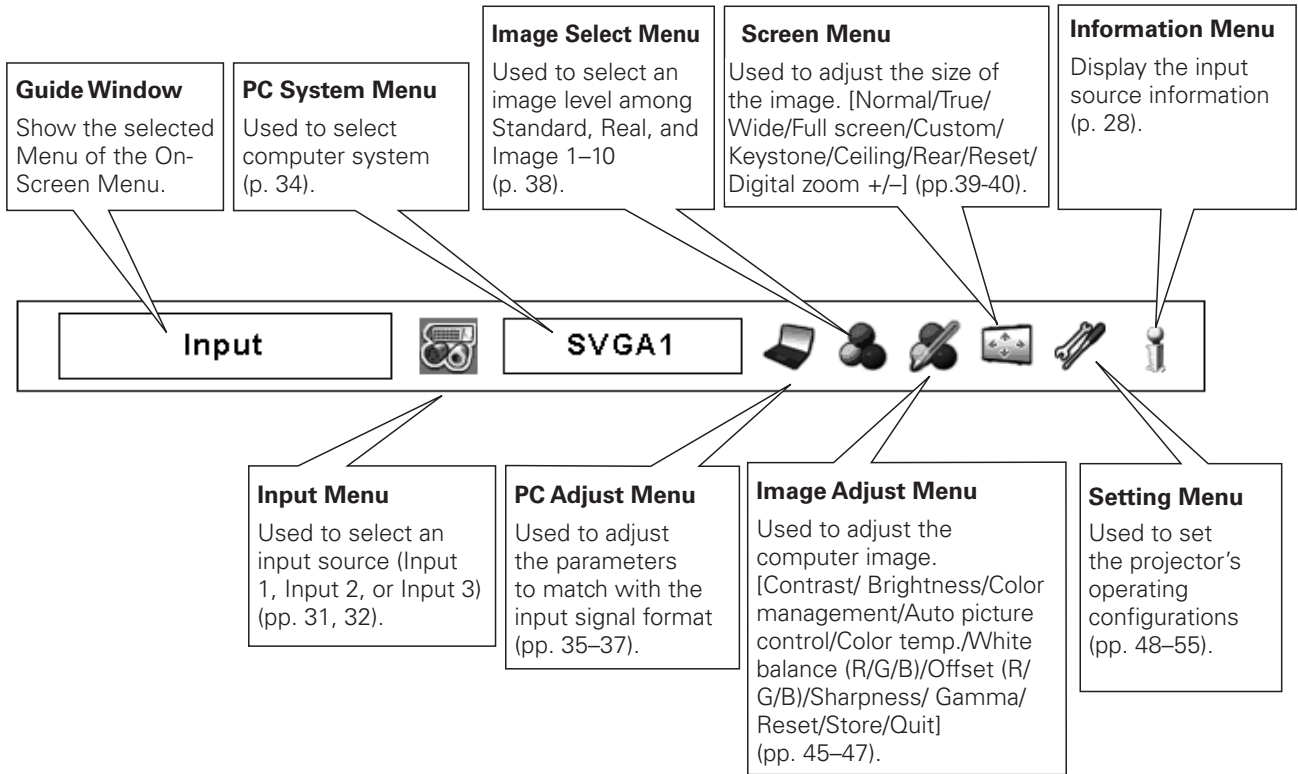 Guide Window
Show the selected
Menu of the On-
Screen Menu.
PC System Menu
Used to select
computer system
(p. 34).
Image Select Menu
Used to select an
image level among
Standard, Real, and
Image 1–10
(p. 38).
Screen Menu
Used to adjust the size of
the image. [Normal/True/
Wide/Full screen/Custom/
Keystone/Ceiling/Rear/Reset/
Digital zoom +/–] (pp.39-40).
Information Menu
Display the input
source information
(p. 28).
Input
SVGA1
Input Menu
Used to select an
input source (Input
1, Input 2, or Input 3)
(pp. 31, 32).
PC Adjust Menu
Used to adjust
the parameters
to match with the
input signal format
(pp. 35–37).
Image Adjust Menu
Used to adjust the
computer image.
[Contrast/ Brightness/Color
management/Auto picture
control/Color temp./White
balance (R/G/B)/Offset (R/
G/B)/Sharpness/ Gamma/
Reset/Store/Quit]
(pp. 45–47).
Setting Menu
Used to set
the projector's
operating
configurations
(pp. 48–55).